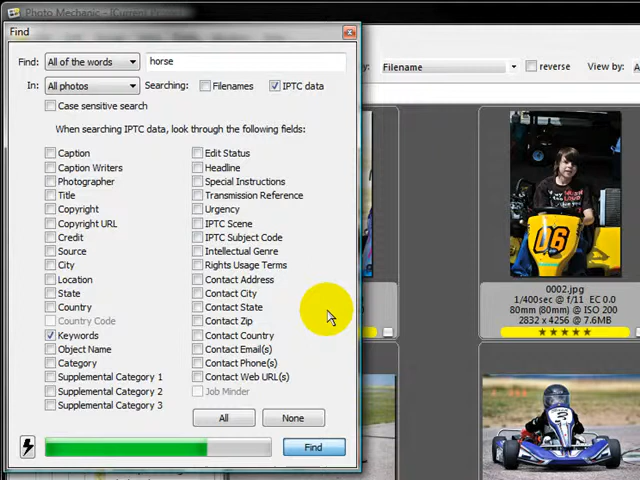 Photo Mechanic - [Current
Find
Find: All of the words horse
In: All photos Searching: Filenames IPTC data
Case sensitive search
When searching IPTC data, look through the following fields:
Caption
Caption Writers
Photographer
Title
Copyright
Copyright URL
Credit
Source
City
Location
State
Country
Country Code
Keywords
Object Name
Category
Supplemental Category 1
Supplemental Category 2
Supplemental Category 3
Edit Status
Headline
Special Instructions
Transmission Reference
Urgency
IPTC Scene
IPTC Subject Code
Intellectual Genre
Rights Usage Terms
Contact Address
Contact City
Contact State
Contact Zip
Contact Country
Contact Email(s)
Contact Phone(s)
Contact Web URL(s)
Job Minder
All None
Find
by: Filename reverse View by: A
06
0002.jpg
1/400sec @ f/11 EC 0.0
80mm (80mm) @ ISO 200
2832 x 4256 @ 7.6MB